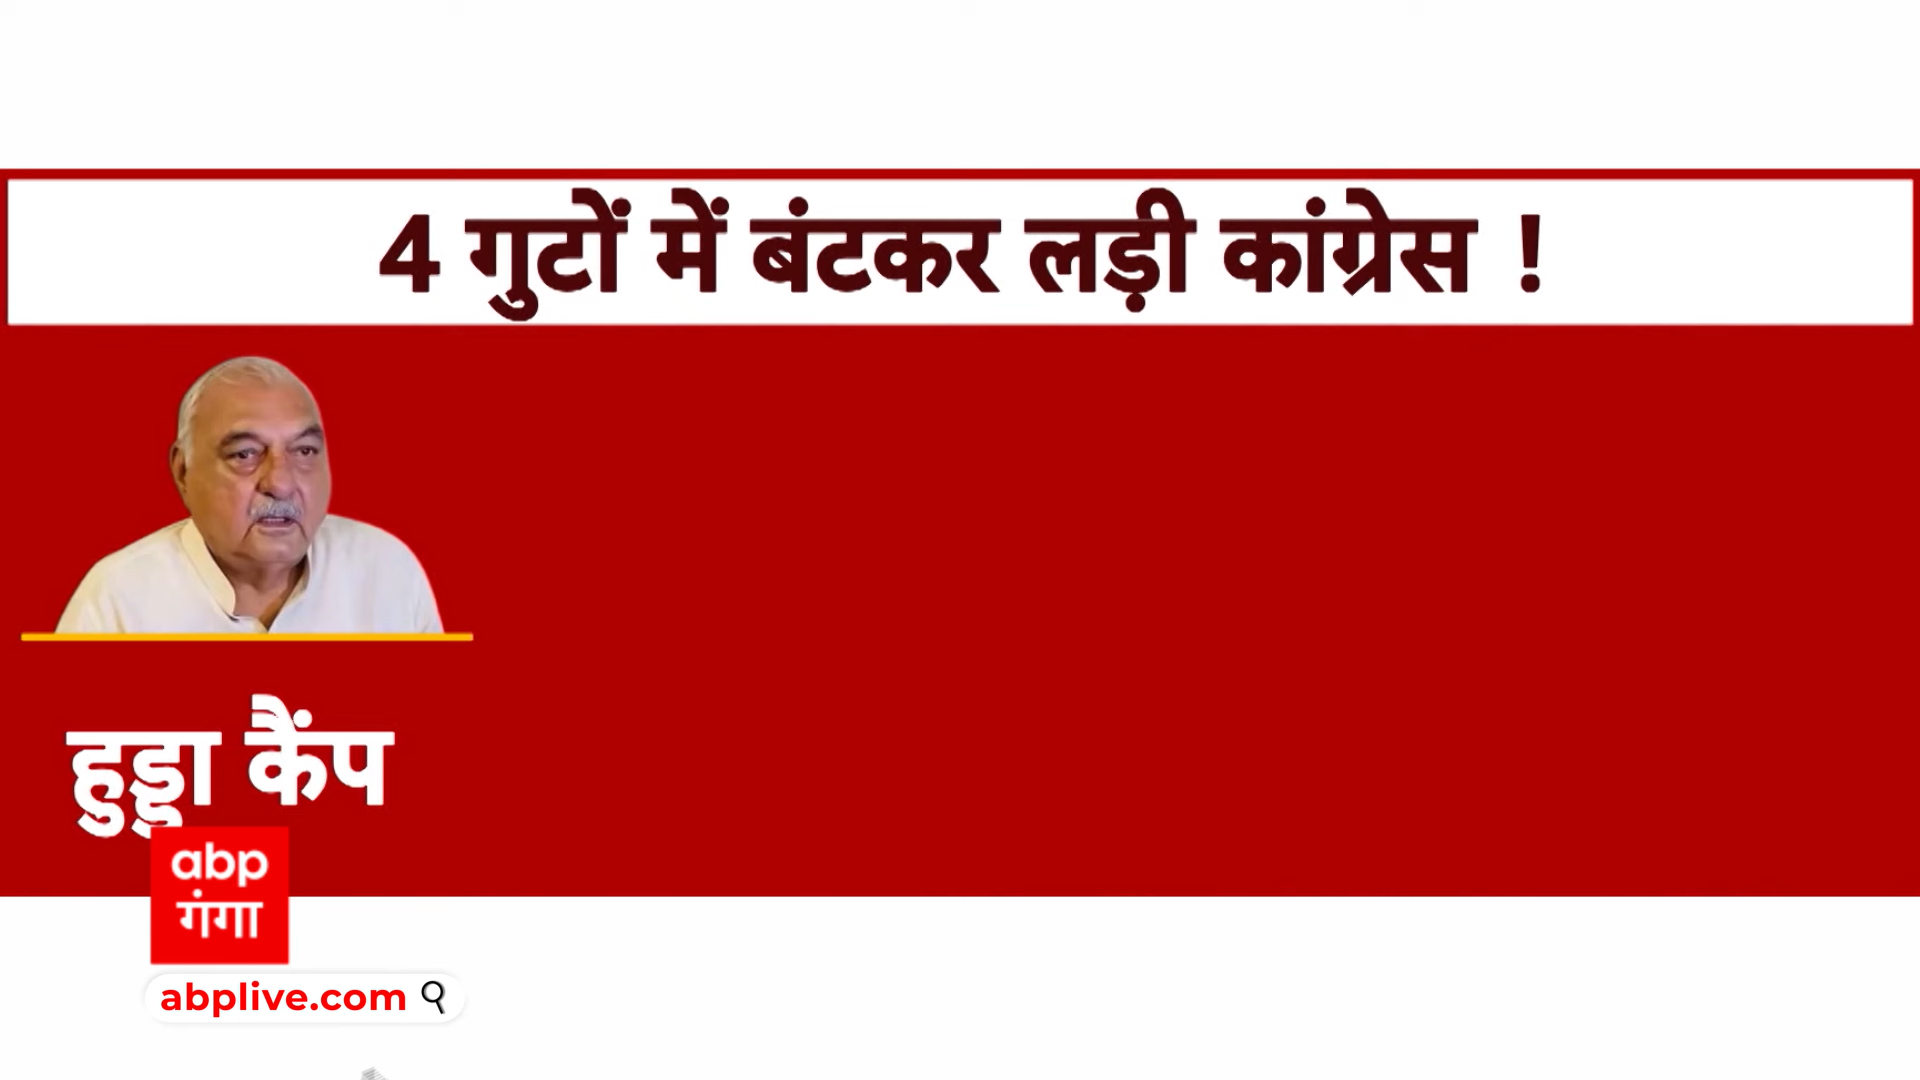 4 गुटों में बंटकर लड़ी कांग्रेस !
हुड्डा कैंप
abp
गंगा
abplive.com